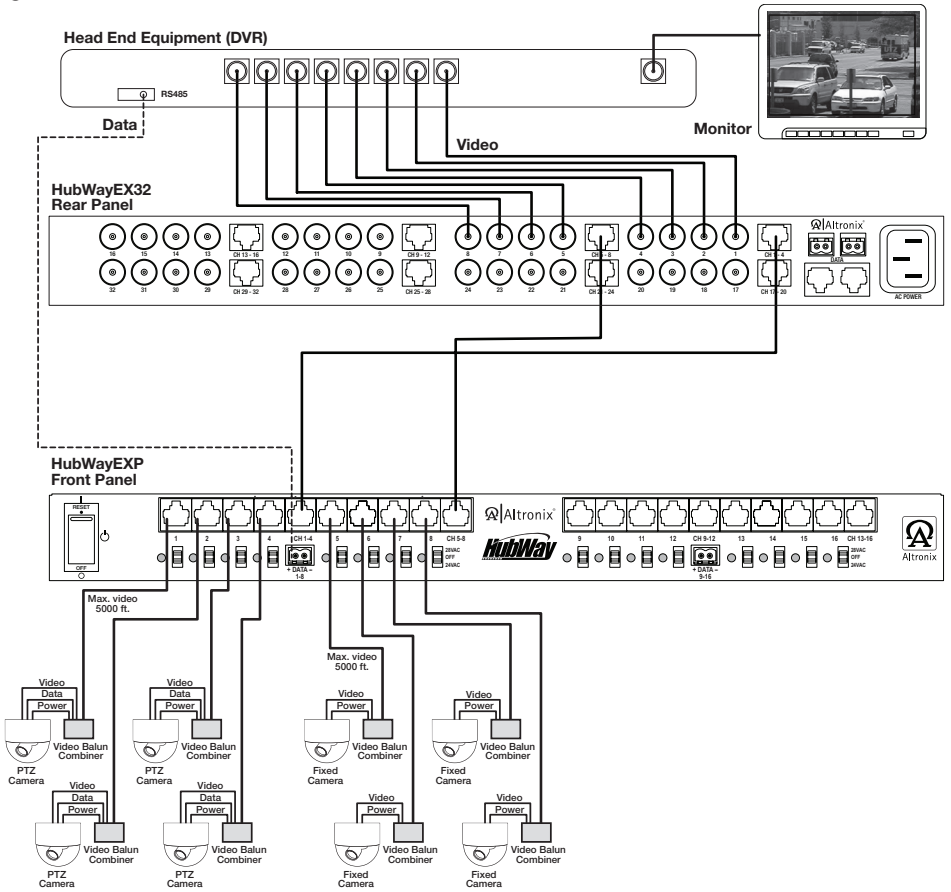 Head End Equipment (DVR)
RS485
Data
Video
Monitor
HubWayEX32
Rear Panel
16 15 14 13 CH 13 - 16 12 11 10 9 CH 9 - 12 8 7 6 5 CH 5 - 8 4 3 2 1 CH 1 - 4
Altronix®
DATA
32 31 30 29 CH 29 - 32 28 27 26 25 CH 25 - 28 24 23 22 21 CH 21 - 24 20 19 18 17 CH 17 - 20
AC POWER
HubWayEXP
Front Panel
RESET
OFF
1 2 3 4 CH 1-4 5 6 7 8 CH 5-8
Altronix®
HubWay
9 10 11 12 CH 9-12 13 14 15 16 CH 13-16
28VAC
OFF
24VAC
Altronix
+ DATA –
1-8
+ DATA –
9-16
Max. video
5000 ft.
Max. video
5000 ft.
Video
Data
Power
Video Balun
Combiner
PTZ
Camera
Video
Data
Power
Video Balun
Combiner
PTZ
Camera
Video
Power
Video Balun
Combiner
Fixed
Camera
Video
Power
Video Balun
Combiner
Fixed
Camera
Video
Data
Power
Video Balun
Combiner
PTZ
Camera
Video
Data
Power
Video Balun
Combiner
PTZ
Camera
Video
Power
Video Balun
Combiner
Fixed
Camera
Video
Power
Video Balun
Combiner
Fixed
Camera